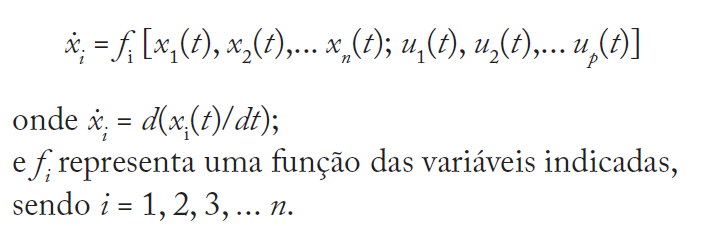 ẋᵢ = fᵢ [x₁(t), x₂(t),... xₙ(t); u₁(t), u₂(t),... uₚ(t)]
onde ẋᵢ = d(xᵢ(t)/dt);
e fᵢ representa uma função das variáveis indicadas,
sendo i = 1, 2, 3, ... n.